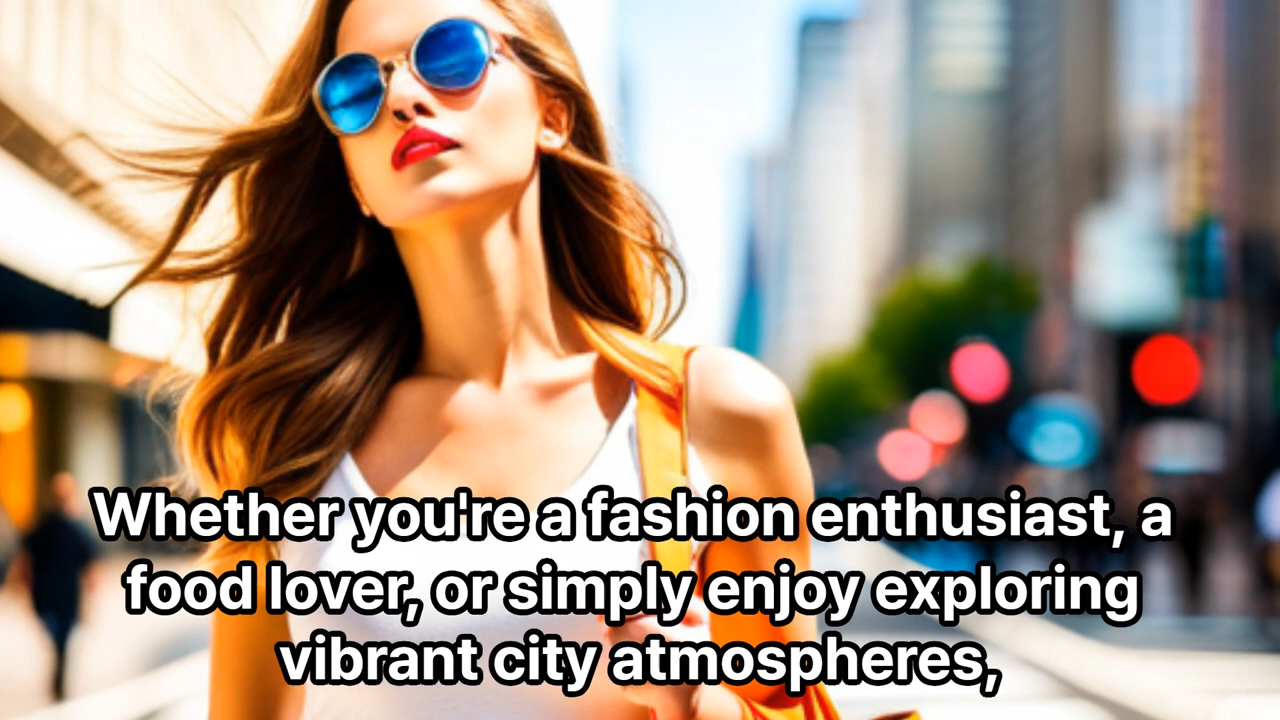 Whether you're a fashion enthusiast, a
food lover, or simply enjoy exploring
vibrant city atmospheres,